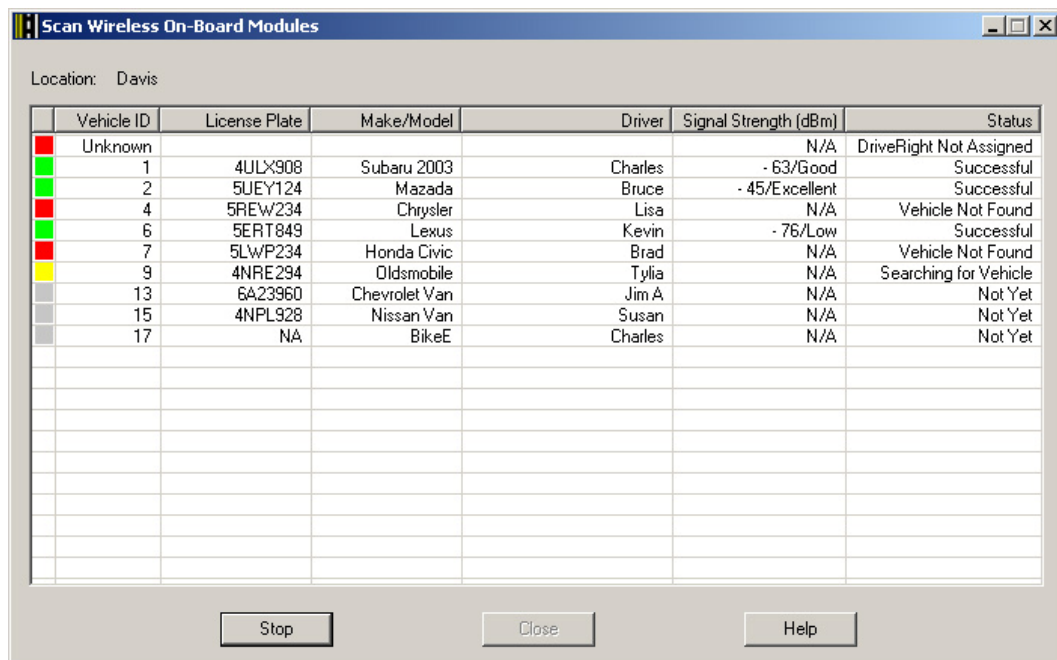 Scan Wireless On-Board Modules
Location: Davis
Vehicle ID License Plate Make/Model Driver Signal Strength (dBm) Status
Unknown N/A DriveRight Not Assigned
1 4ULX908 Subaru 2003 Charles - 63/Good Successful
2 5UEY124 Mazada Bruce - 45/Excellent Successful
4 5REW234 Chrysler Lisa N/A Vehicle Not Found
6 5ERT849 Lexus Kevin - 76/Low Successful
7 5LWP234 Honda Civic Brad N/A Vehicle Not Found
9 4NRE294 Oldsmobile Tylia N/A Searching for Vehicle
13 6A23960 Chevrolet Van Jim A N/A Not Yet
15 4NPL928 Nissan Van Susan N/A Not Yet
17 NA BikeE Charles N/A Not Yet
Stop Close Help